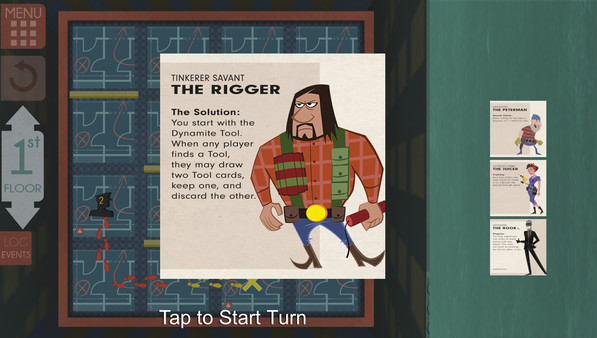 MENU
1st
FLOOR
LOG
EVENTS
2
TINKERER SAVANT
THE RIGGER
The Solution:
You start with the
Dynamite Tool.
When any player
finds a Tool,
they may draw
two Tool cards,
keep one, and
discard the other.
Tap to Start Turn
THE PETERMAN
THE JUICER
THE ROOK